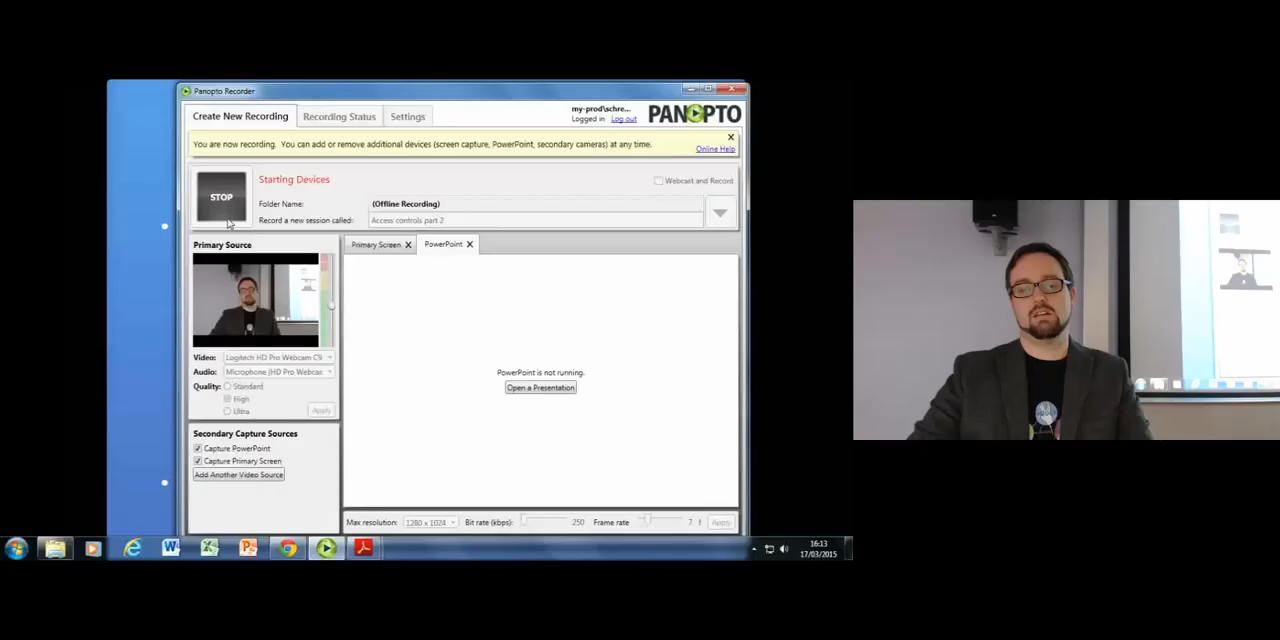 Panopto Recorder
Create New Recording
Recording Status
Settings
my-prod\schre...
Logged in Log out
PANOPTO
You are now recording. You can add or remove additional devices (screen capture, PowerPoint, secondary cameras) at any time.
Online Help
STOP
Starting Devices
Webcast and Record
Folder Name: (Offline Recording)
Record a new session called: Access controls part 2
Primary Source
Primary Screen
PowerPoint
Video: Logitech HD Pro Webcam C9
Audio: Microphone (HD Pro Webcar
Quality: Standard
High
Ultra
Apply
PowerPoint is not running.
Open a Presentation
Secondary Capture Sources
Capture PowerPoint
Capture Primary Screen
Add Another Video Source
Max resolution: 1280 x 1024 Bit rate (kbps): 250 Frame rate 7 f Apply
16:13
17/03/2015